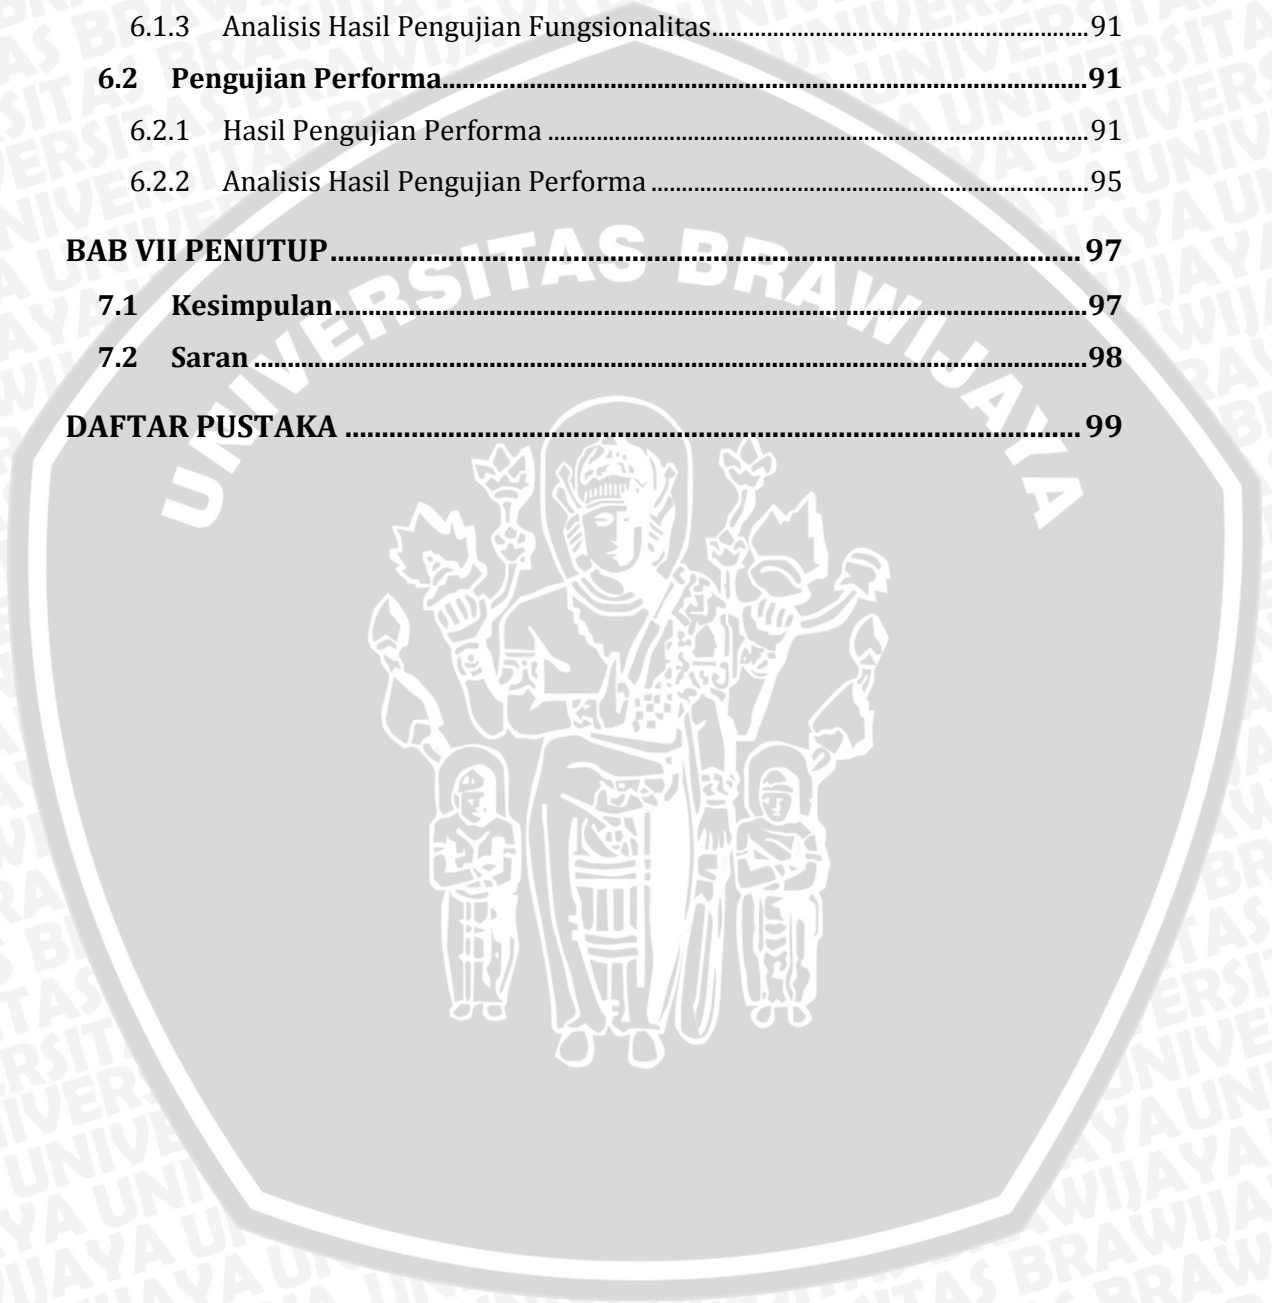 6.1.3 Analisis Hasil Pengujian Fungsionalitas.....91
6.2 Pengujian Performa.....91
6.2.1 Hasil Pengujian Performa.....91
6.2.2 Analisis Hasil Pengujian Performa.....95
BAB VII PENUTUP.....97
7.1 Kesimpulan.....97
7.2 Saran.....98
DAFTAR PUSTAKA.....99
UNIVERSITAS BRAWIJAYA